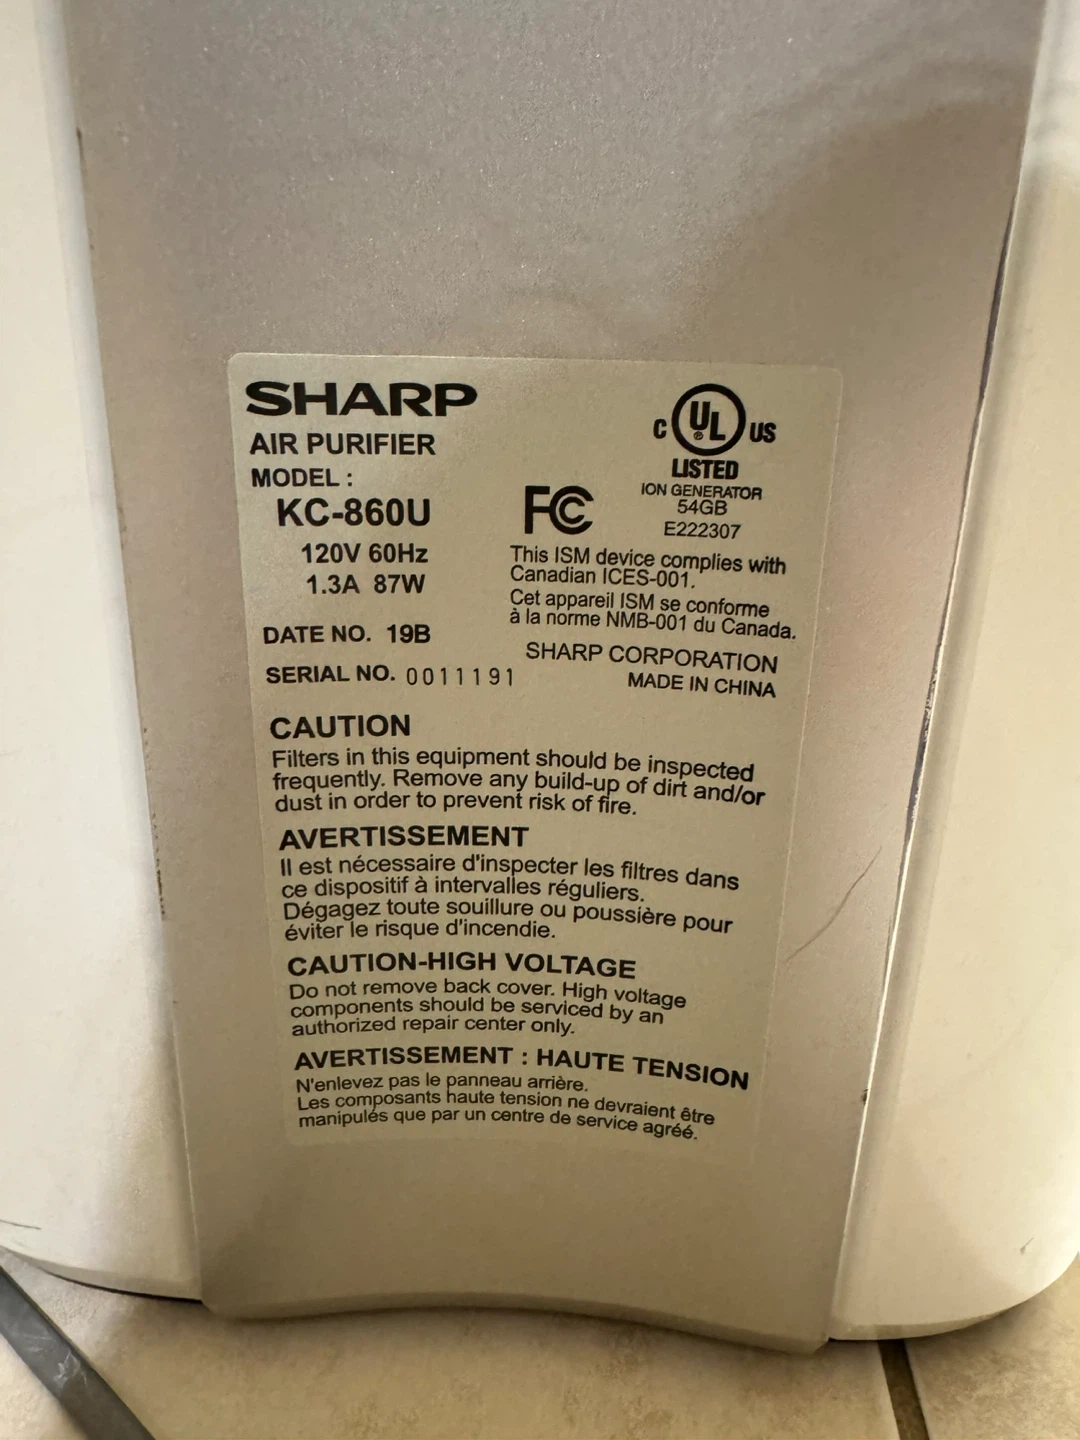 SHARP
AIR PURIFIER
MODEL :
KC-860U
120V 60Hz
1.3A 87W
DATE NO. 19B
SERIAL NO. 0011191
C UL® US
LISTED
ION GENERATOR
54GB
E222307
FC
This ISM device complies with
Canadian ICES-001.
Cet appareil ISM se conforme
à la norme NMB-001 du Canada.
SHARP CORPORATION
MADE IN CHINA
CAUTION
Filters in this equipment should be inspected
frequently. Remove any build-up of dirt and/or
dust in order to prevent risk of fire.
AVERTISSEMENT
Il est nécessaire d'inspecter les filtres dans
ce dispositif à intervalles réguliers.
Dégagez toute souillure ou poussière pour
éviter le risque d'incendie.
CAUTION-HIGH VOLTAGE
Do not remove back cover. High voltage
components should be serviced by an
authorized repair center only.
AVERTISSEMENT : HAUTE TENSION
N'enlevez pas le panneau arrière.
Les composants haute tension ne devraient être
manipulés que par un centre de service agréé.